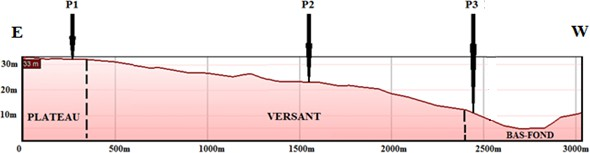 P1 P2 P3
E W
33 m
30m
20m
10m
PLATEAU VERSANT BAS-FOND
0 500m 1000m 1500m 2000m 2500m 3000m